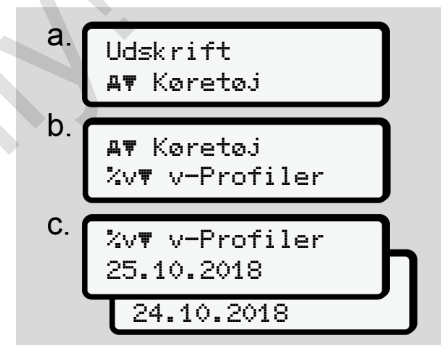 a.
Udskrift
A▼ Køretøj
b.
A▼ Køretøj
%v▼ v-Profiler
c.
%v▼ v-Profiler
25.10.2018
24.10.2018